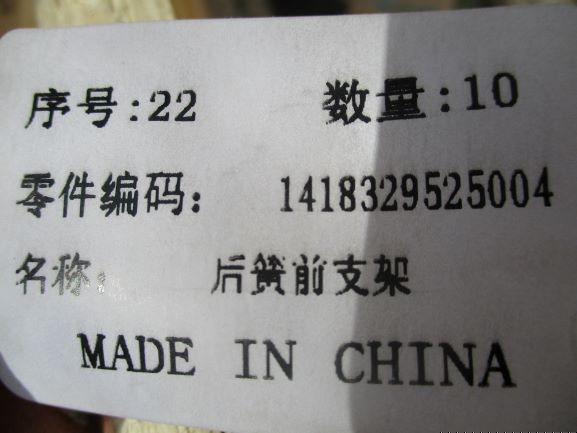 序号:22 数量:10
零件编码: 1418329525004
名称: 后簧前支架
MADE IN CHINA